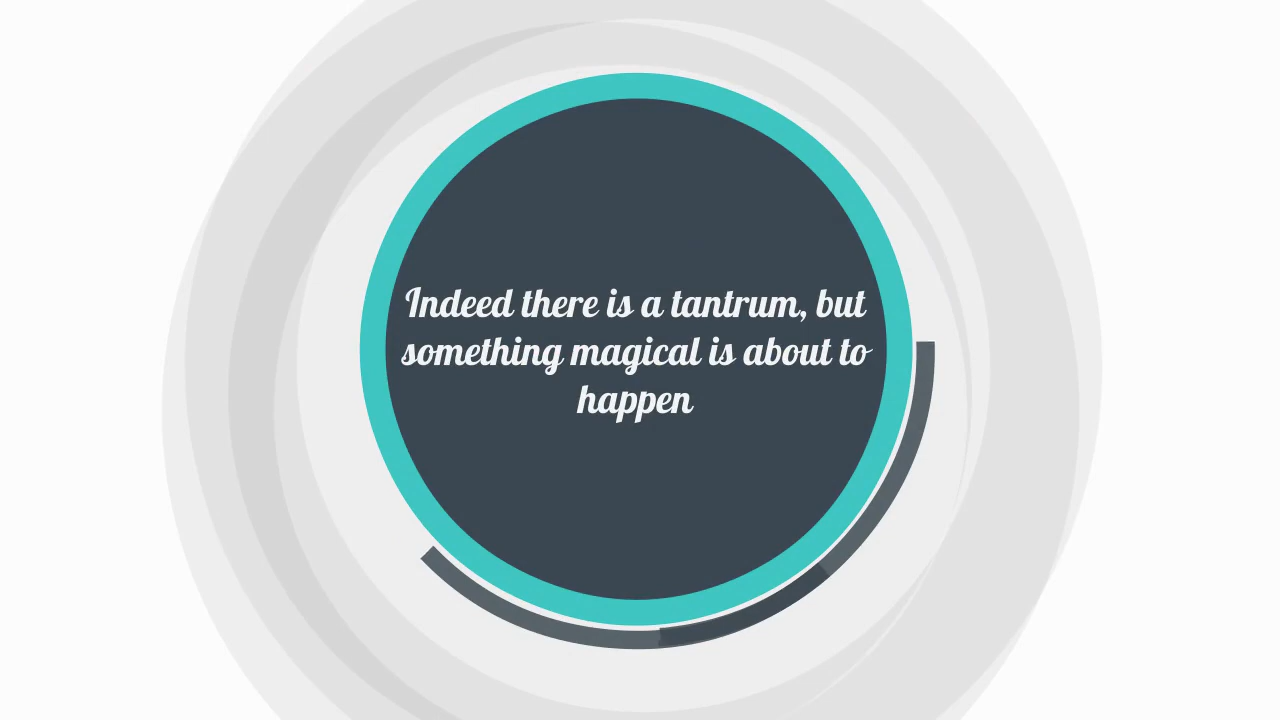 Indeed there is a tantrum, but
something magical is about to
happen